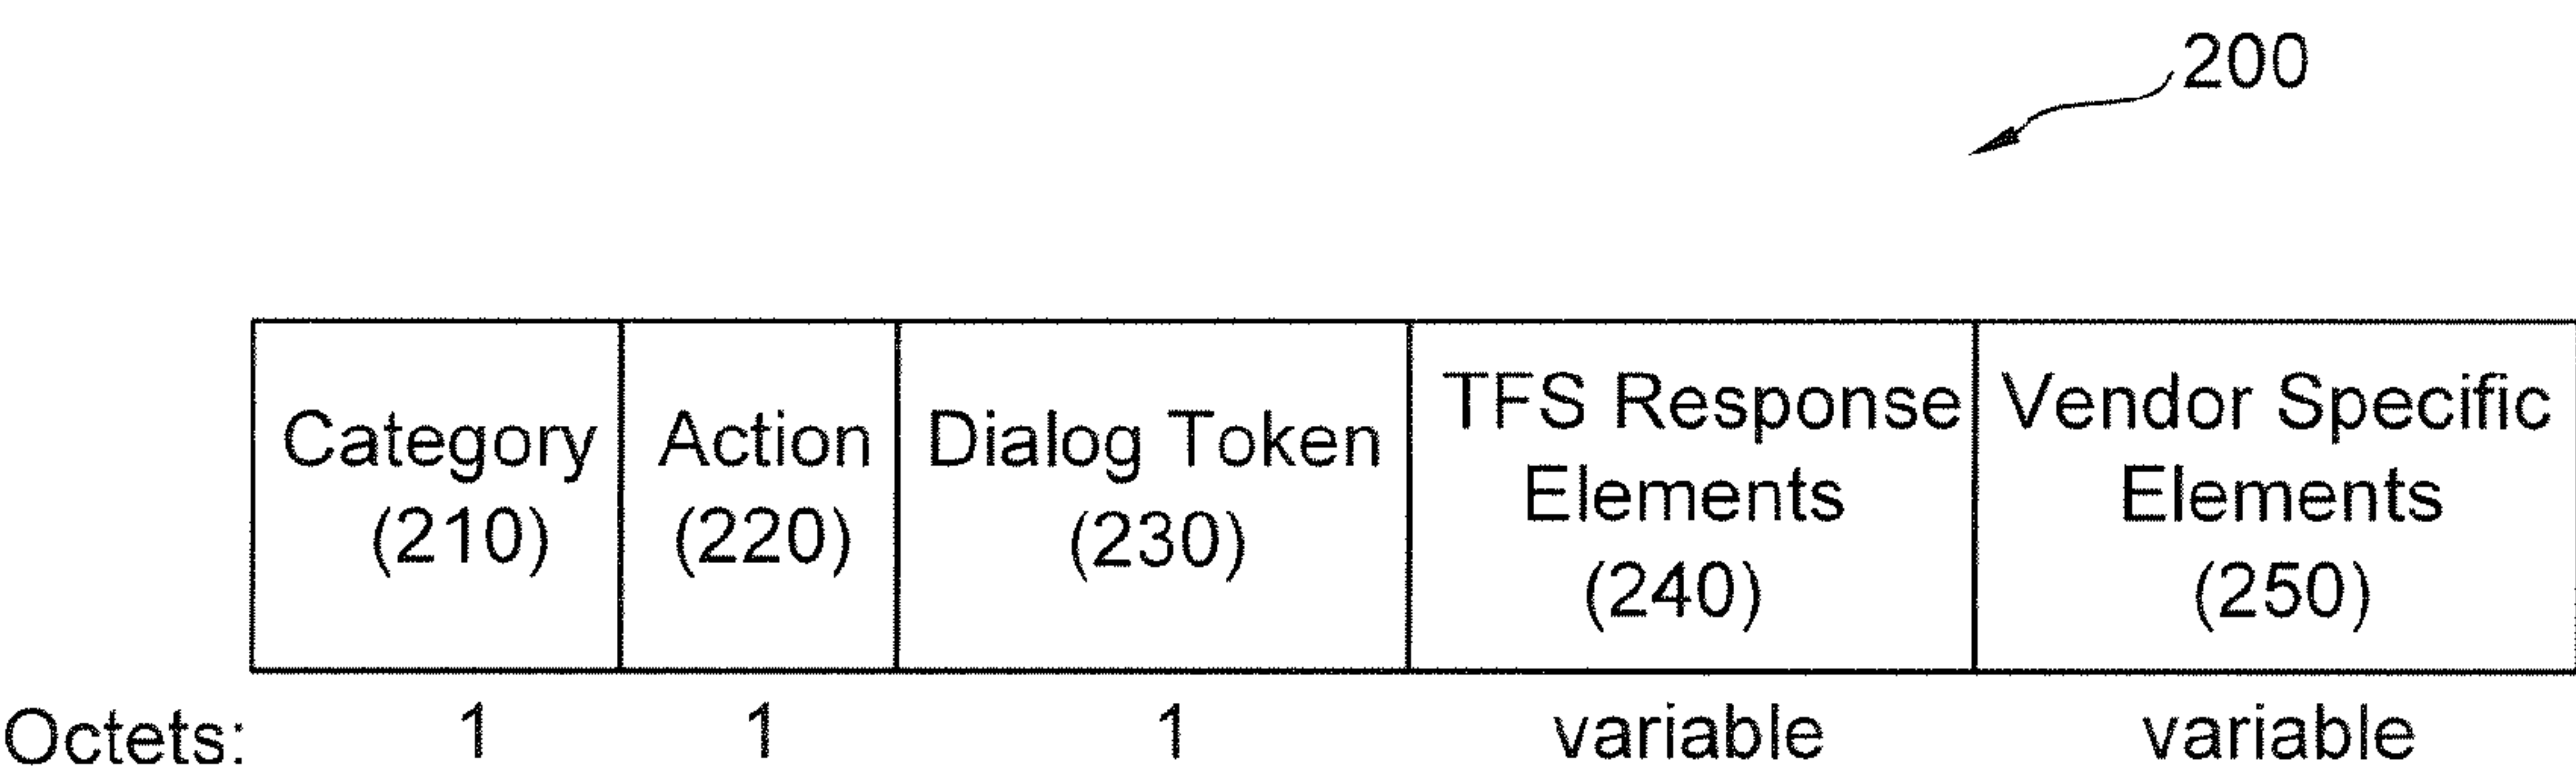 200
Category (210)
Action (220)
Dialog Token (230)
TFS Response Elements (240)
Vendor Specific Elements (250)
Octets: 1 1 1 variable variable